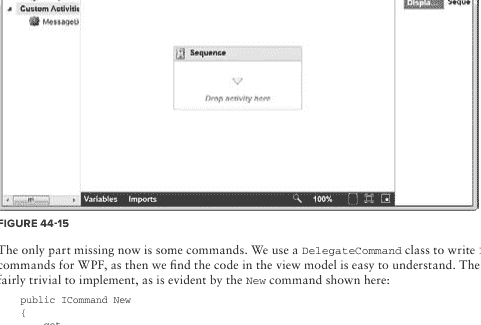 Custom Activitie
Displa... Seque
MessageB
Sequence
Drop activity here
Variables Imports 100%
FIGURE 44-15
The only part missing now is some commands. We use a DelegateCommand class to write
commands for WPF, as then we find the code in the view model is easy to understand. The
fairly trivial to implement, as is evident by the New command shown here:
public ICommand New
{
get